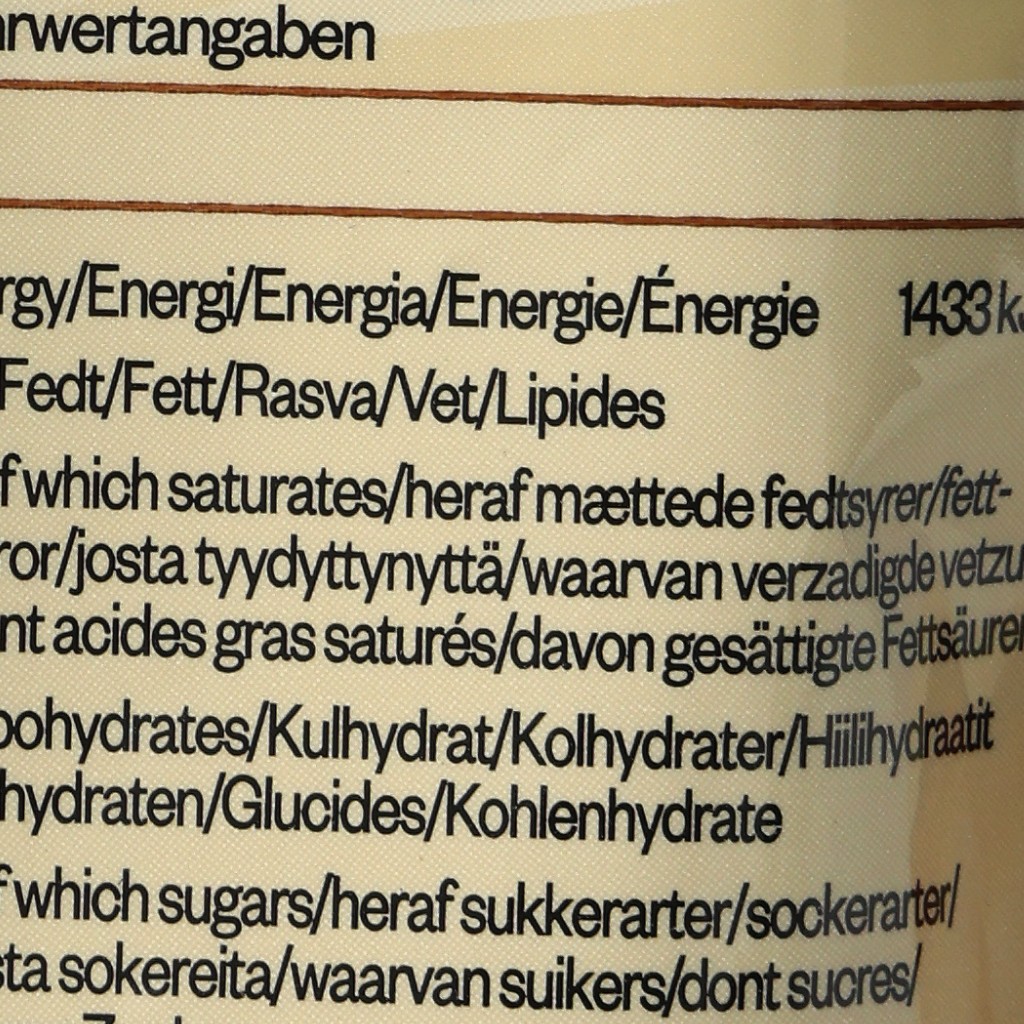 rwertangaben
rgy/Energi/Energia/Energie/Énergie 1433 k
Fedt/Fett/Rasva/Vet/Lipides
f which saturates/heraf mættede fedtsyrer/fett-
ror/josta tyydyttynyttä/waarvan verzadigde vetzu
nt acides gras saturés/davon gesättigte Fettsäuren
bohydrates/Kulhydrat/Kolhydrater/Hiilihydraatit
hydraten/Glucides/Kohlenhydrate
f which sugars/heraf sukkerarter/sockerarter/
sta sokereita/waarvan suikers/dont sucres/